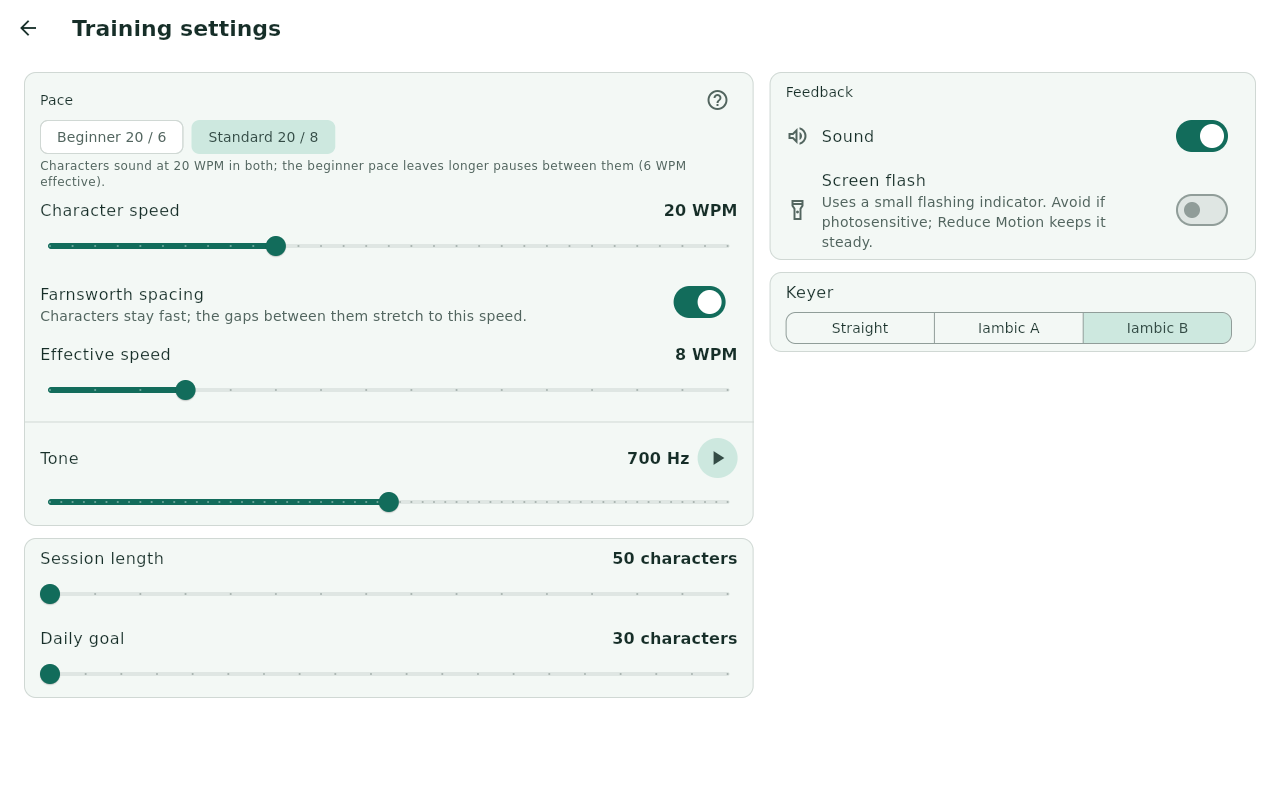 Training settings
Pace
Beginner 20 / 6
Standard 20 / 8
Characters sound at 20 WPM in both; the beginner pace leaves longer pauses between them (6 WPM
effective).
Character speed
20 WPM
Farnsworth spacing
Characters stay fast; the gaps between them stretch to this speed.
Effective speed
8 WPM
Tone
700 Hz
Session length
50 characters
Daily goal
30 characters
Feedback
Sound
Screen flash
Uses a small flashing indicator. Avoid if
photosensitive; Reduce Motion keeps it
steady.
Keyer
Straight
Iambic A
Iambic B